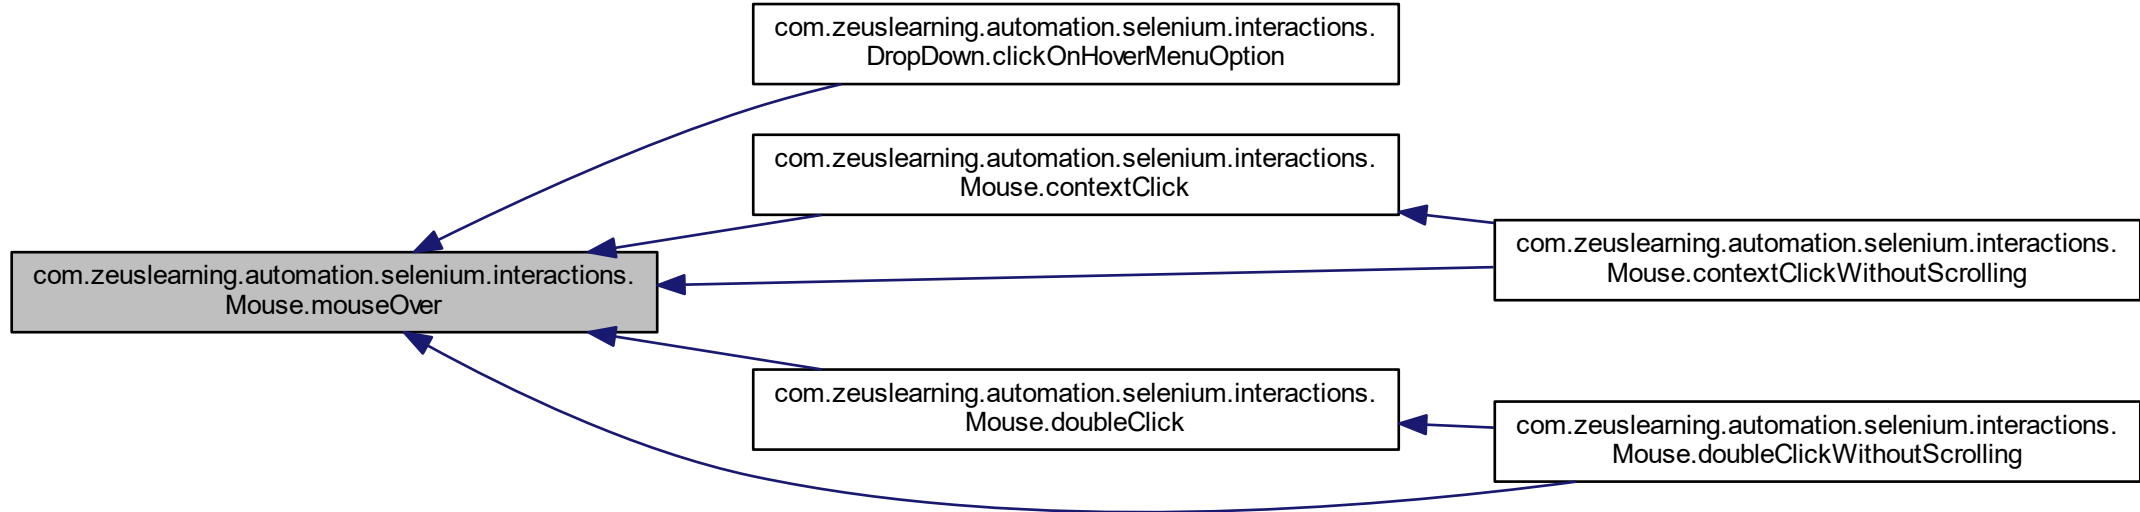 com.zeuslearning.automation.selenium.interactions.
DropDown.clickOnHoverMenuOption
com.zeuslearning.automation.selenium.interactions.
Mouse.contextClick
com.zeuslearning.automation.selenium.interactions.
Mouse.contextClickWithoutScrolling
com.zeuslearning.automation.selenium.interactions.
Mouse.mouseOver
com.zeuslearning.automation.selenium.interactions.
Mouse.doubleClick
com.zeuslearning.automation.selenium.interactions.
Mouse.doubleClickWithoutScrolling